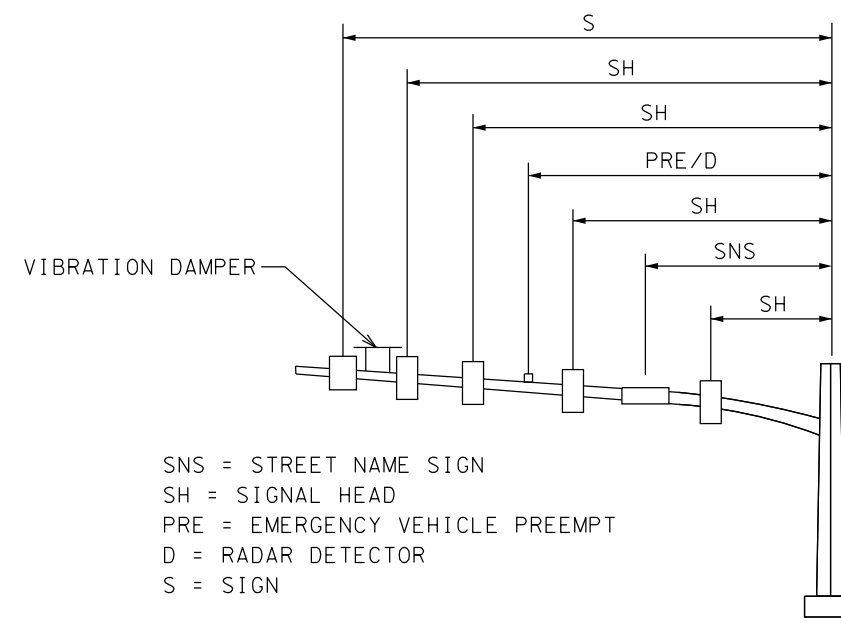 S
SH
SH
PRE/D
SH
SNS
SH
VIBRATION DAMPER
SNS = STREET NAME SIGN
SH = SIGNAL HEAD
PRE = EMERGENCY VEHICLE PREEMPT
D = RADAR DETECTOR
S = SIGN